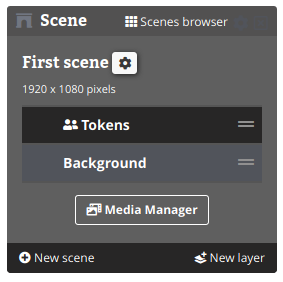 Scene
Scenes browser
First scene
1920 x 1080 pixels
Tokens
Background
Media Manager
New scene
New layer